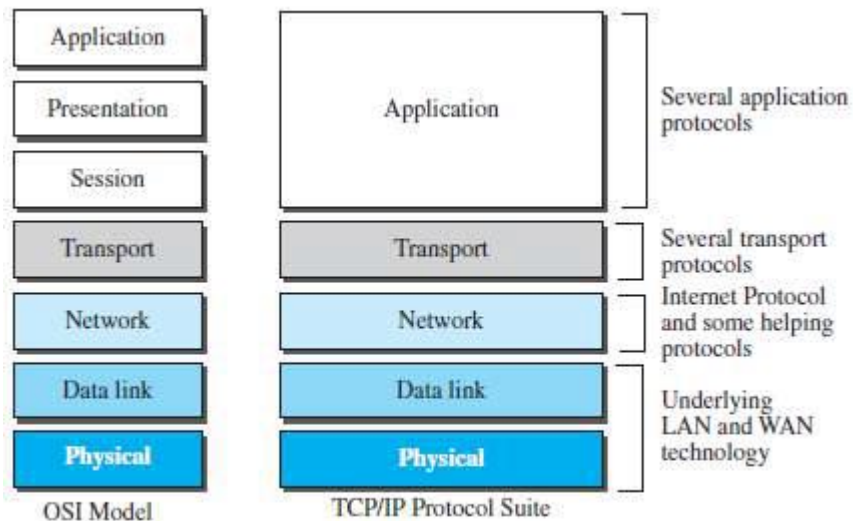 Application
Presentation
Session
Transport
Network
Data link
Physical
OSI Model
Application
Transport
Network
Data link
Physical
TCP/IP Protocol Suite
Several application
protocols
Several transport
protocols
Internet Protocol
and some helping
protocols
Underlying
LAN and WAN
technology